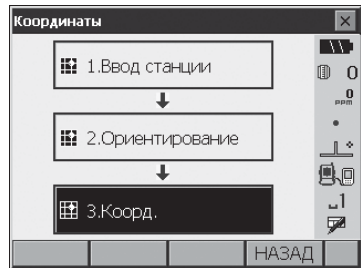 Координаты
1.Ввод станции
0
0
ppm
2.Ориентирование
3.Коорд.
1
НАЗАД